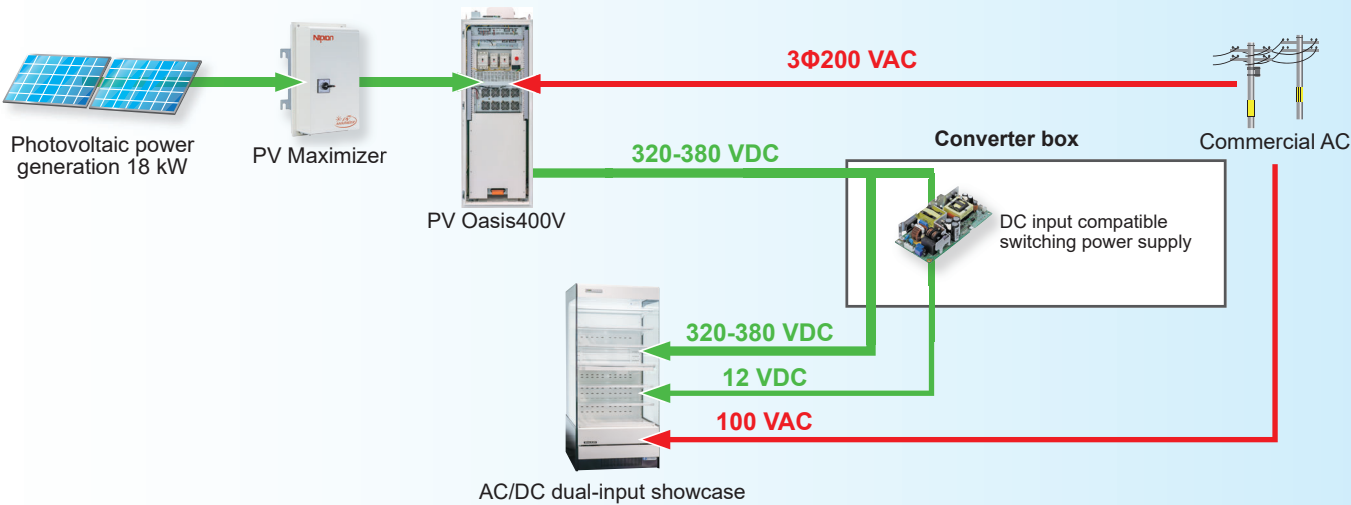 Nipron
3Φ200 VAC
Photovoltaic power
generation 18 kW
PV Maximizer
PV Oasis400V
Commercial AC
Converter box
320-380 VDC
DC input compatible
switching power supply
320-380 VDC
12 VDC
100 VAC
AC/DC dual-input showcase